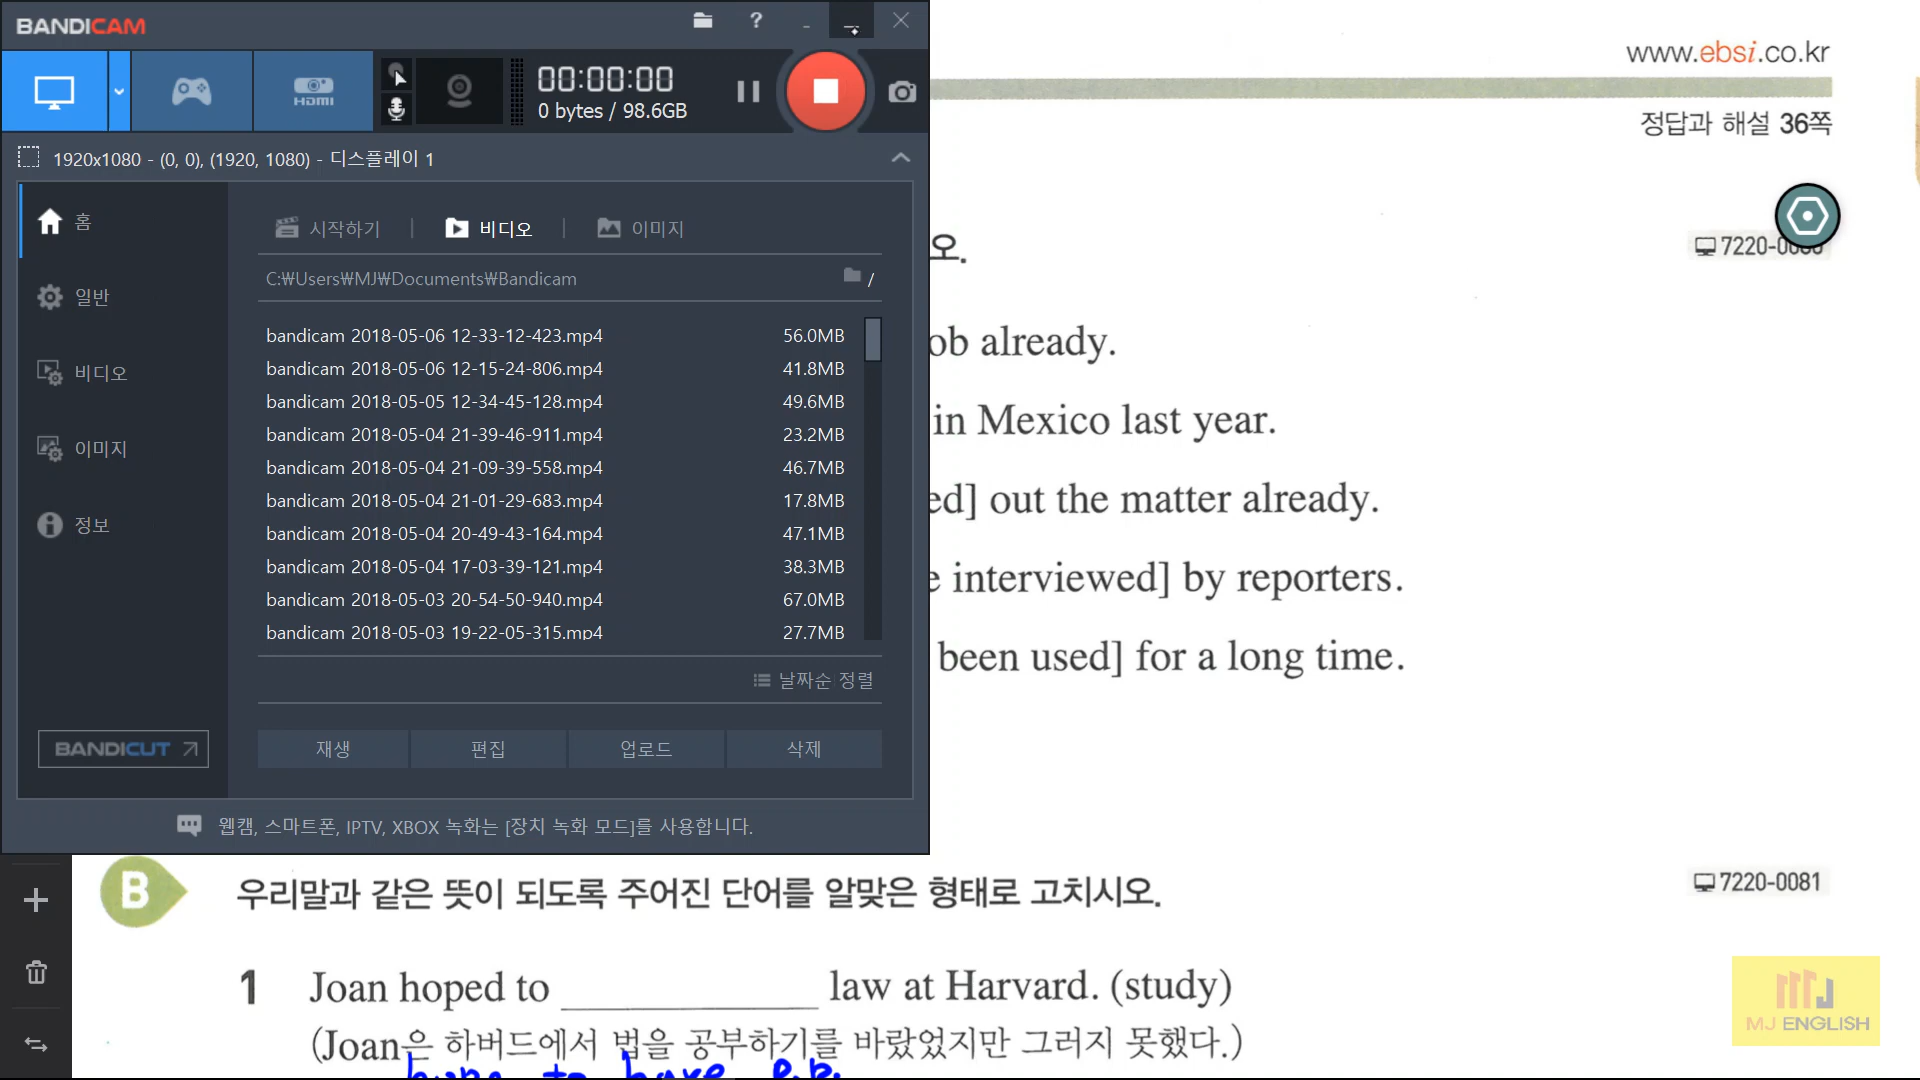 BANDICAM
?
HDMI
00:00:00
0 bytes / 98.6GB
1920x1080 - (0, 0), (1920, 1080) - 디스플레이 1
홈
일반
비디오
이미지
정보
BANDICUT
시작하기 | 비디오 | 이미지
C:₩Users₩MJ₩Documents₩Bandicam
/
bandicam 2018-05-06 12-33-12-423.mp4 56.0MB
bandicam 2018-05-06 12-15-24-806.mp4 41.8MB
bandicam 2018-05-05 12-34-45-128.mp4 49.6MB
bandicam 2018-05-04 21-39-46-911.mp4 23.2MB
bandicam 2018-05-04 21-09-39-558.mp4 46.7MB
bandicam 2018-05-04 21-01-29-683.mp4 17.8MB
bandicam 2018-05-04 20-49-43-164.mp4 47.1MB
bandicam 2018-05-04 17-03-39-121.mp4 38.3MB
bandicam 2018-05-03 20-54-50-940.mp4 67.0MB
bandicam 2018-05-03 19-22-05-315.mp4 27.7MB
날짜순 정렬
재생 편집 업로드 삭제
웹캠, 스마트폰, IPTV, XBOX 녹화는 [장치 녹화 모드]를 사용합니다.
www.ebsi.co.kr
정답과 해설 36쪽
오.
ob already.
in Mexico last year.
ed] out the matter already.
e interviewed] by reporters.
been used] for a long time.
B 우리말과 같은 뜻이 되도록 주어진 단어를 알맞은 형태로 고치시오.
7220-0081
1 Joan hoped to ____________ law at Harvard. (study)
(Joan은 하버드에서 법을 공부하기를 바랐었지만 그러지 못했다.)
hope to have p.p.
MJ ENGLISH